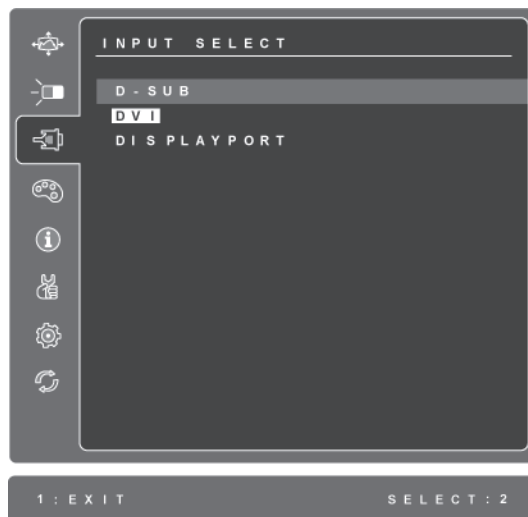 INPUT SELECT
D-SUB
DVI
DISPLAYPORT
1:EXIT
SELECT:2